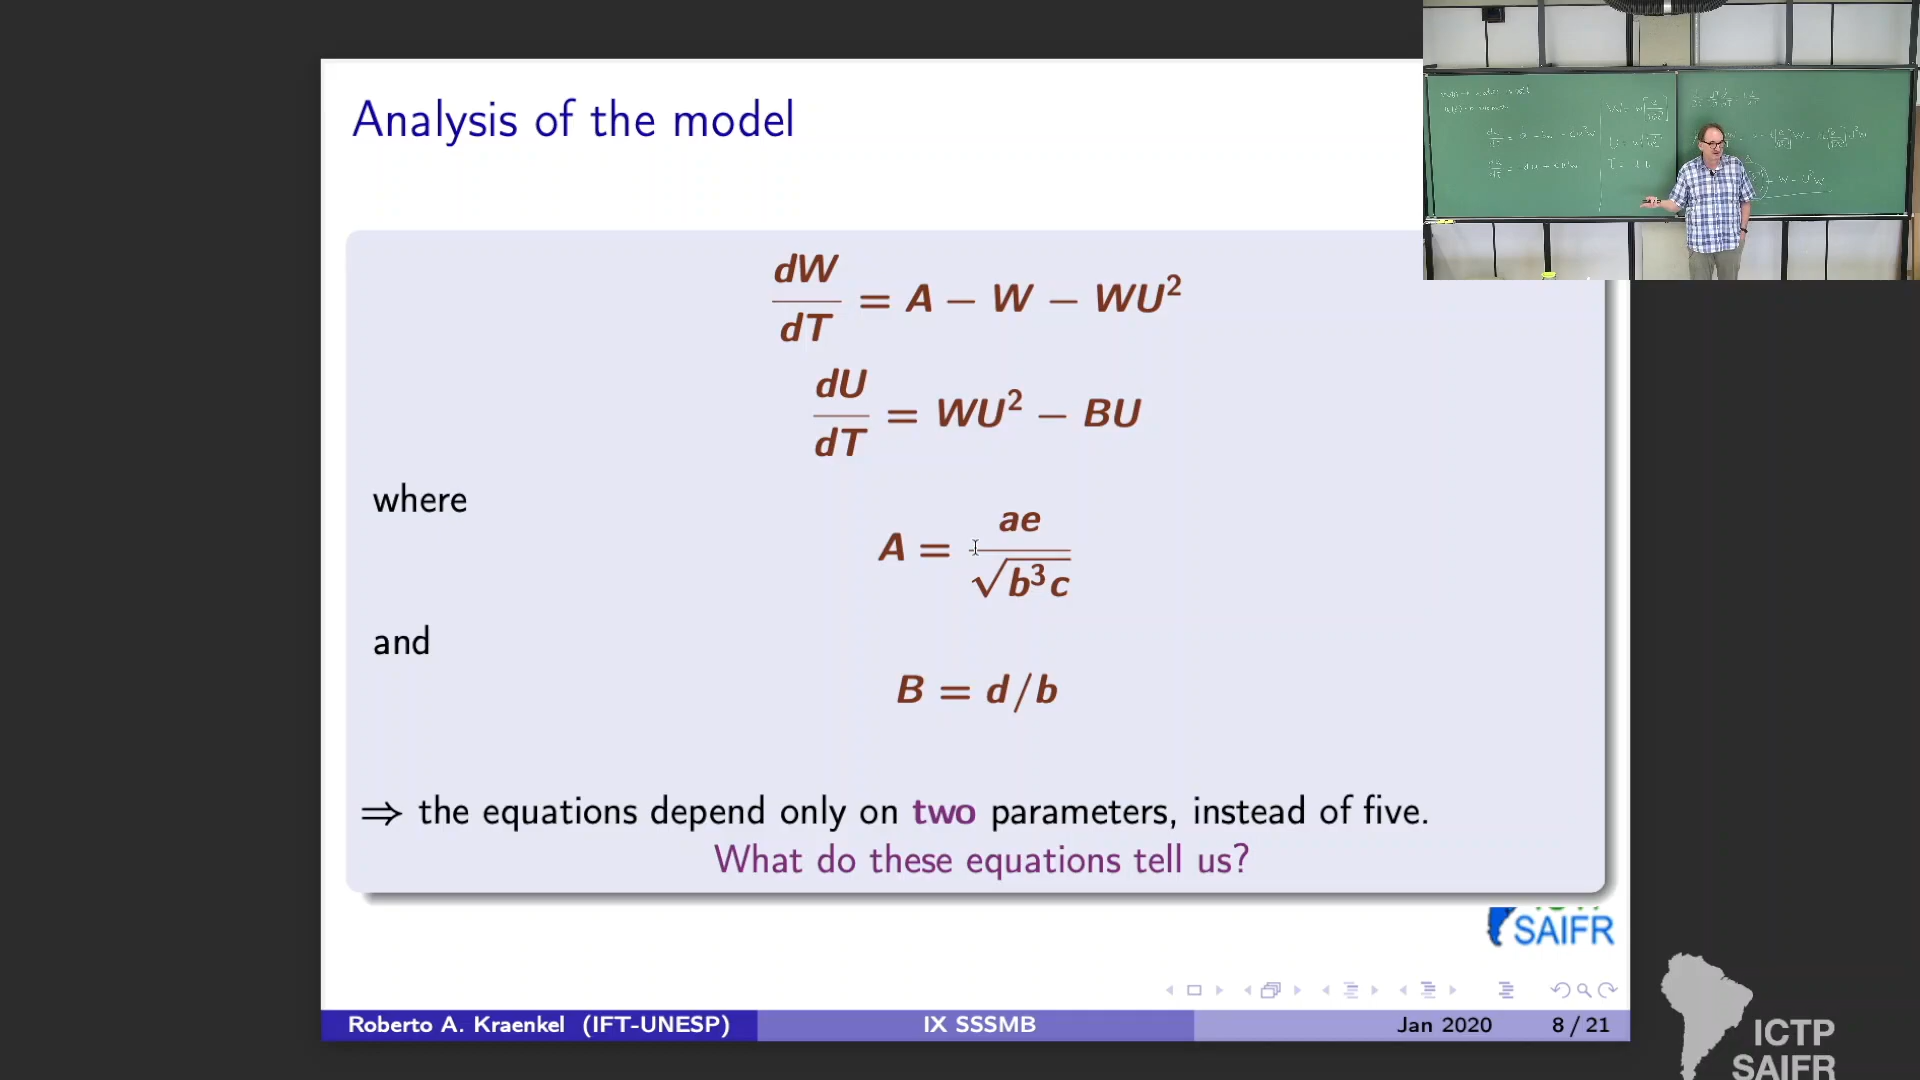 Analysis of the model
dW/dT = A − W − WU²
dU/dT = WU² − BU
where
A = ae/√(b³c)
and
B = d/b
⇒ the equations depend only on two parameters, instead of five.
What do these equations tell us?
SAIFR
Roberto A. Kraenkel (IFT-UNESP) IX SSSMB Jan 2020 8 / 21
ICTP
SAIFR